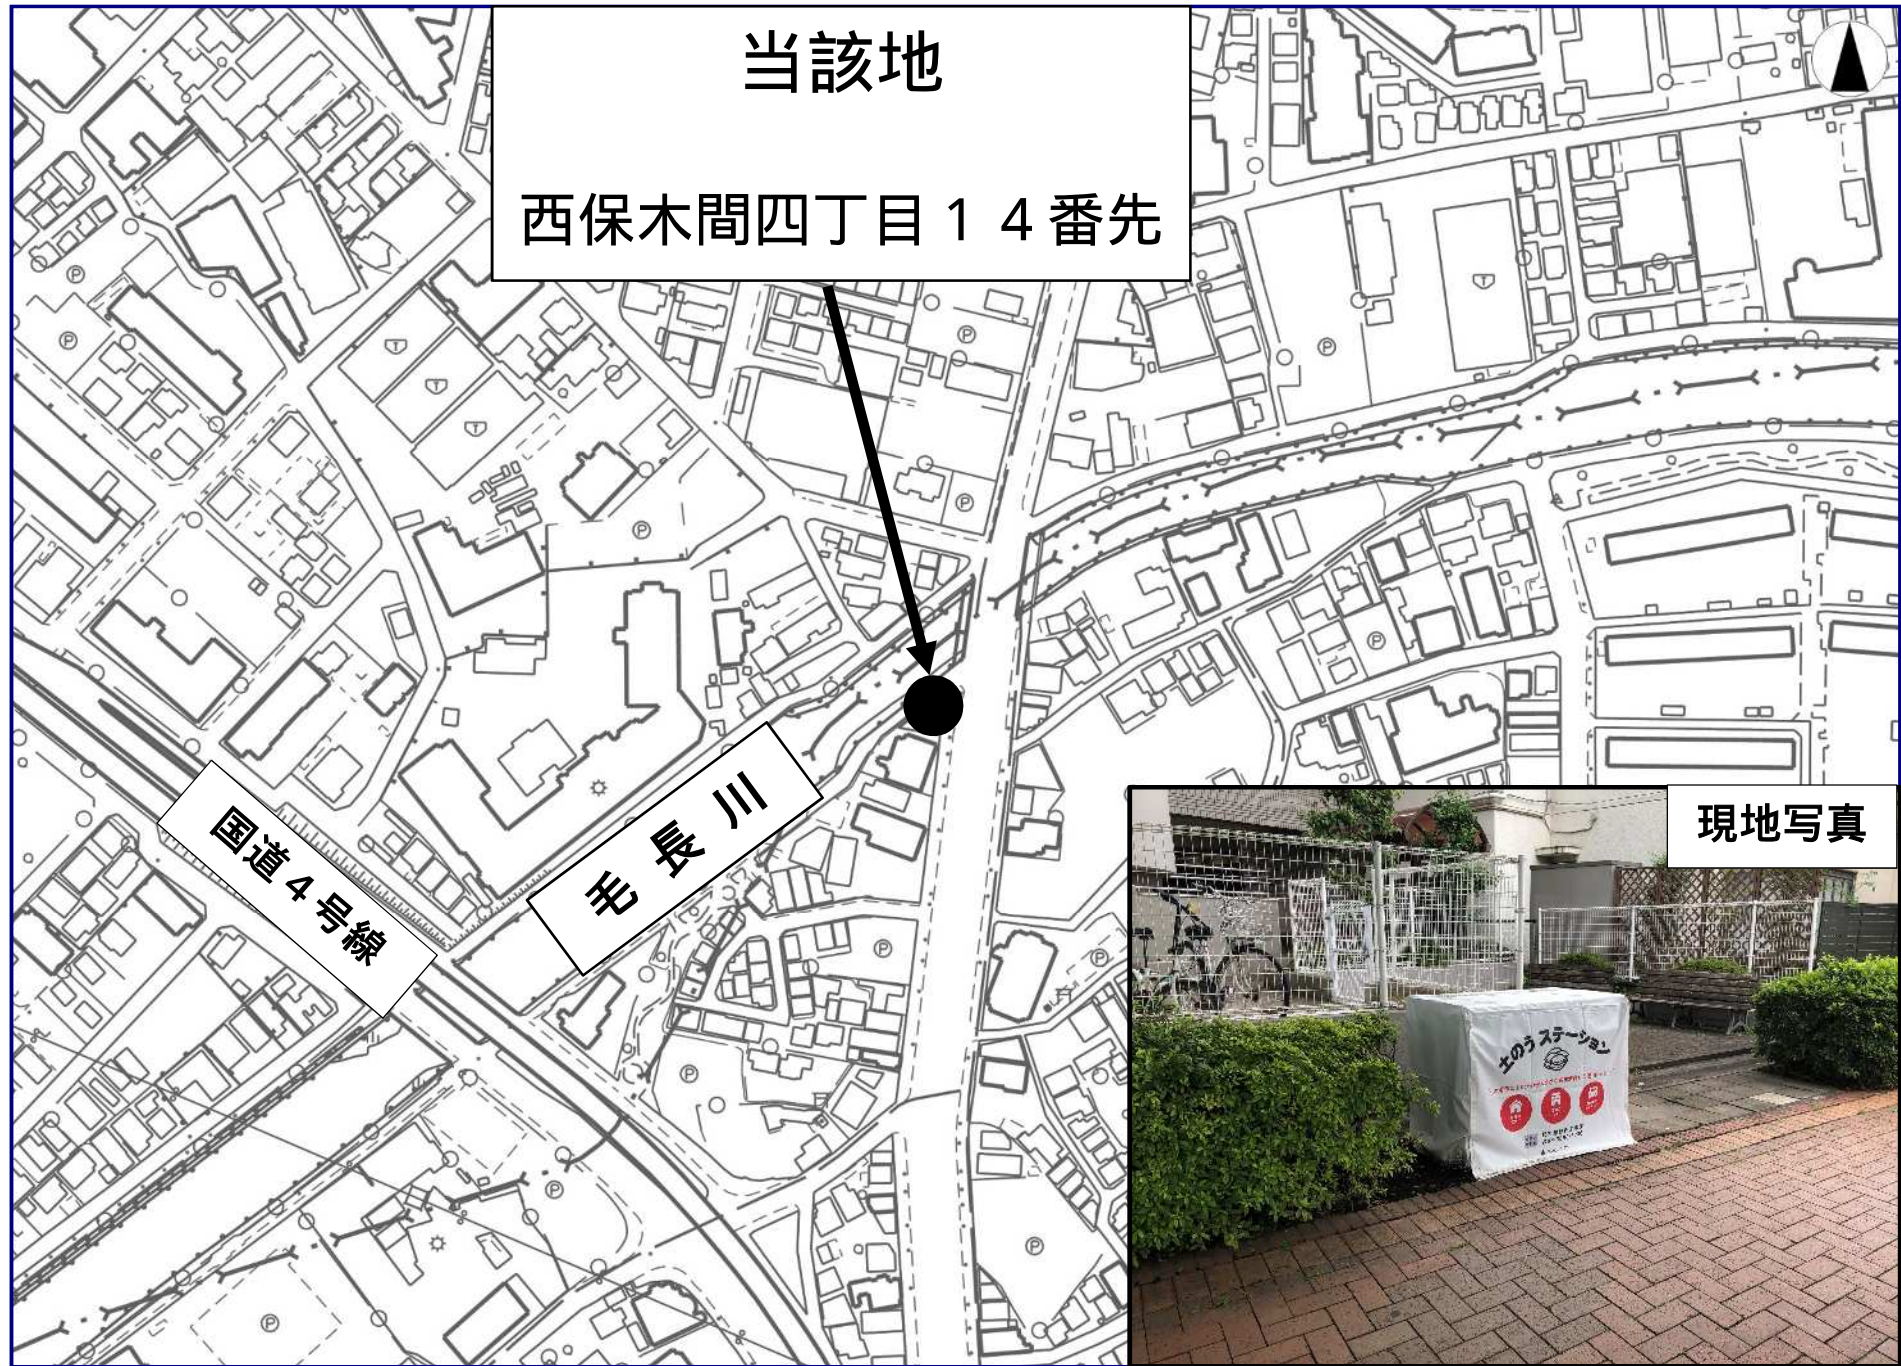 当該地
西保木間四丁目１４番先
国道４号線
毛長川
現地写真
土のうステーション